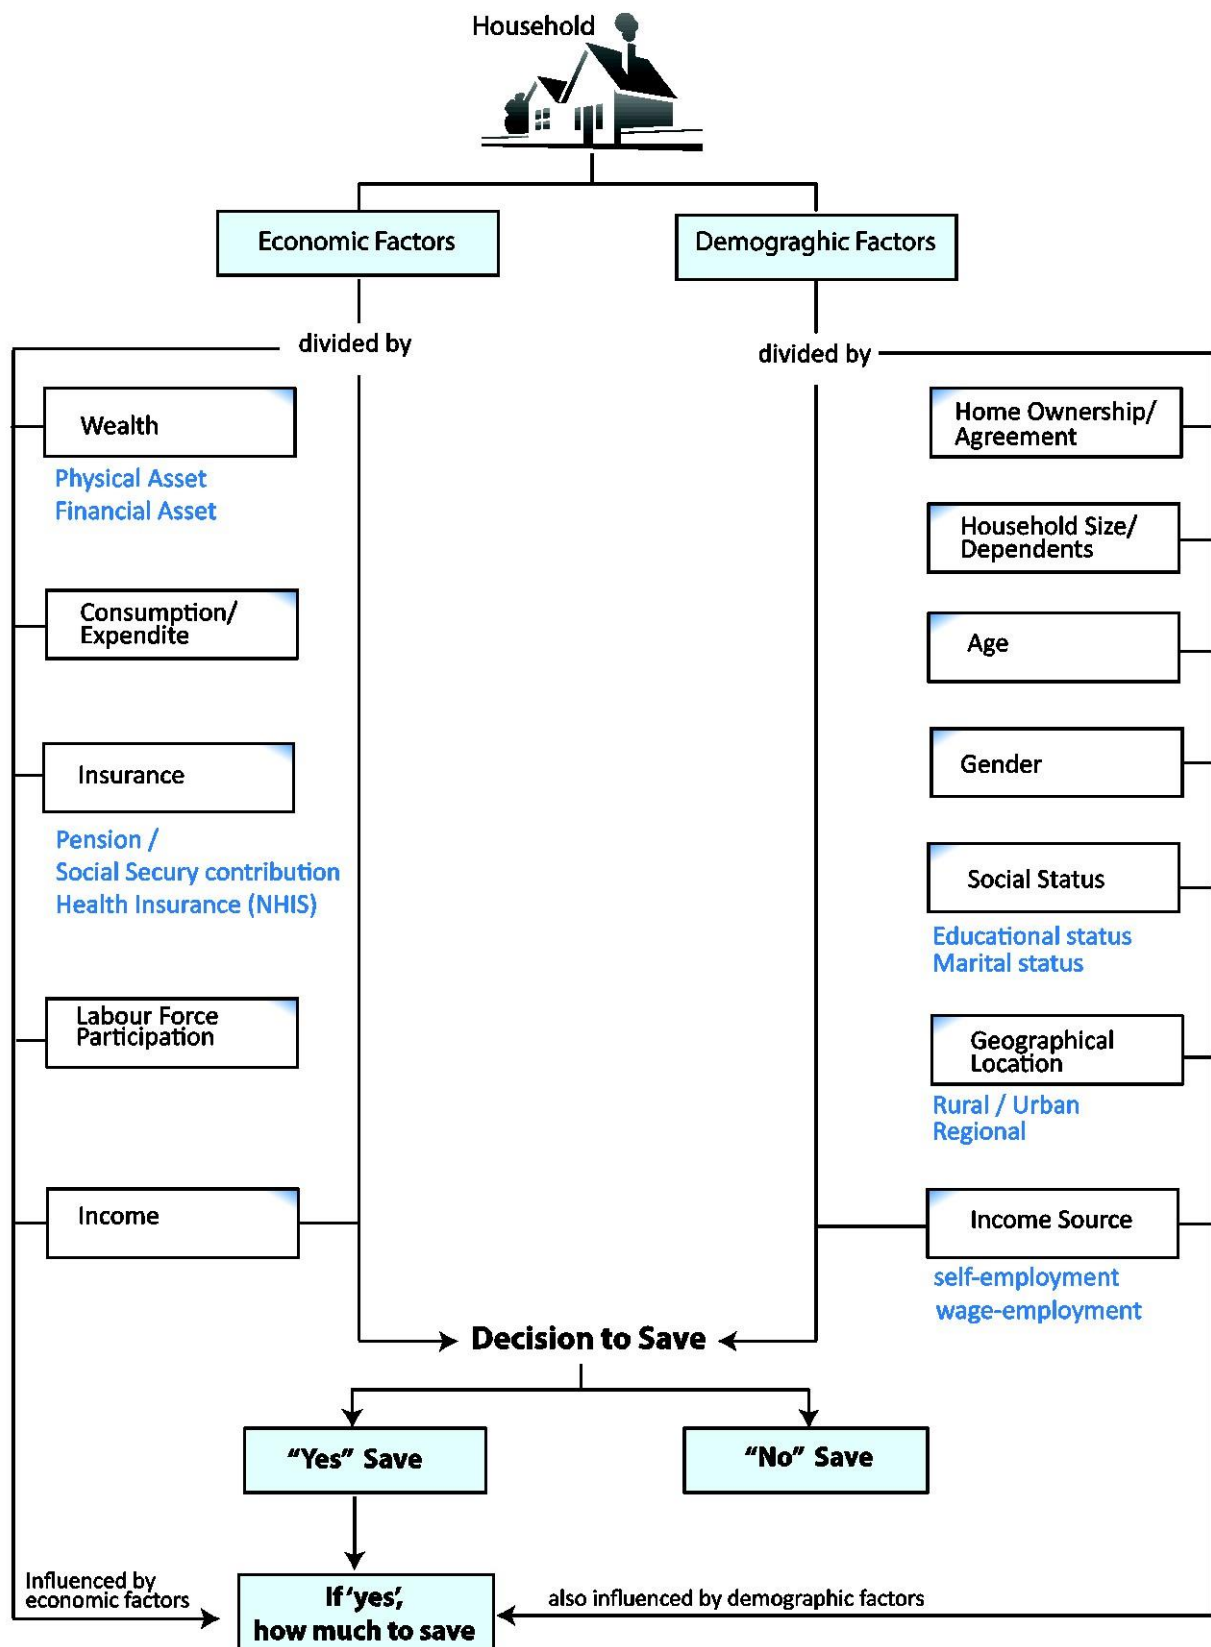 Household
Economic Factors
Demograghic Factors
divided by
divided by
Wealth
Physical Asset
Financial Asset
Consumption/
Expendite
Insurance
Pension /
Social Secury contribution
Health Insurance (NHIS)
Labour Force
Participation
Income
Home Ownership/
Agreement
Household Size/
Dependents
Age
Gender
Social Status
Educational status
Marital status
Geographical
Location
Rural / Urban
Regional
Income Source
self-employment
wage-employment
Decision to Save
“Yes” Save
“No” Save
Influenced by
economic factors
If ‘yes’,
how much to save
also influenced by demographic factors